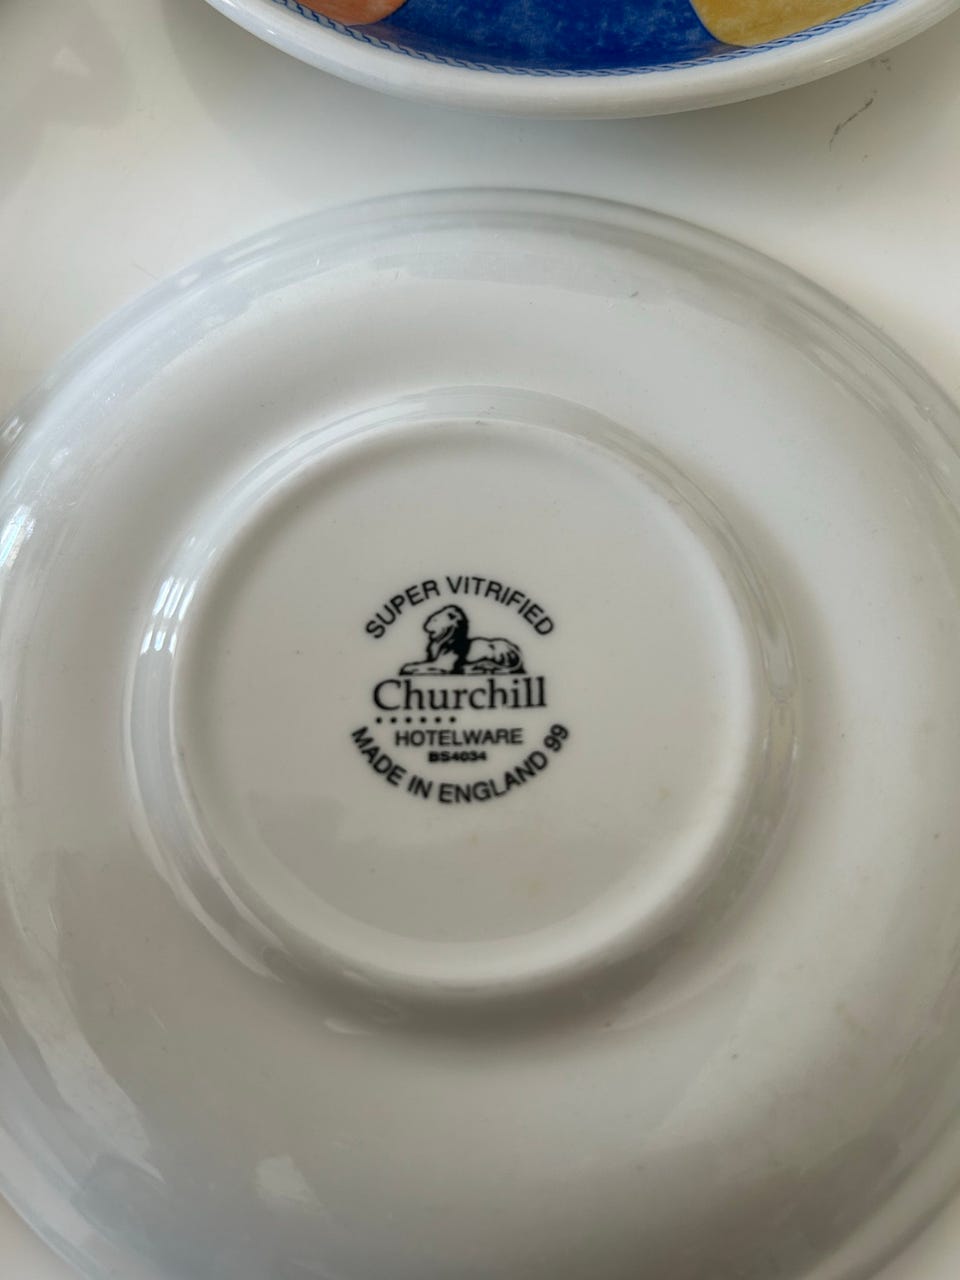 SUPER VITRIFIED
Churchill
HOTELWARE
BS4034
MADE IN ENGLAND 99